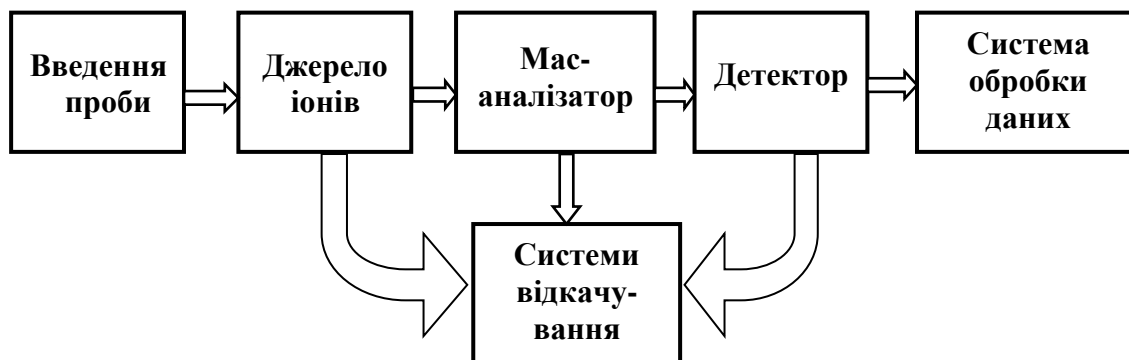 Введення
проби
Джерело
іонів
Мас-
аналізатор
Детектор
Система
обробки
даних
Системи
відкачу-
вання